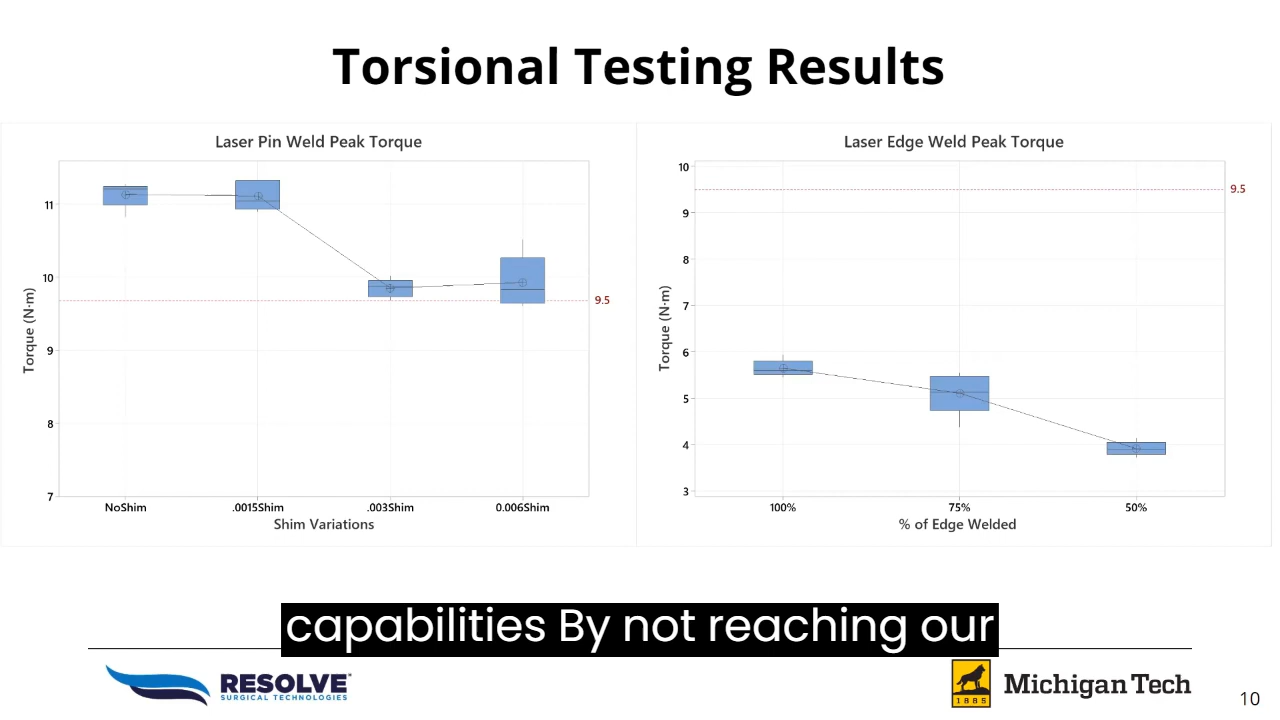 Torsional Testing Results
Laser Pin Weld Peak Torque
Torque (N·m)
11
10
9
8
7
9.5
NoShim .0015Shim .003Shim 0.006Shim
Shim Variations
Laser Edge Weld Peak Torque
Torque (N·m)
10
9
8
7
6
5
4
3
9.5
100% 75% 50%
% of Edge Welded
capabilities By not reaching our
RESOLVE™
SURGICAL TECHNOLOGIES
1885
Michigan Tech
10